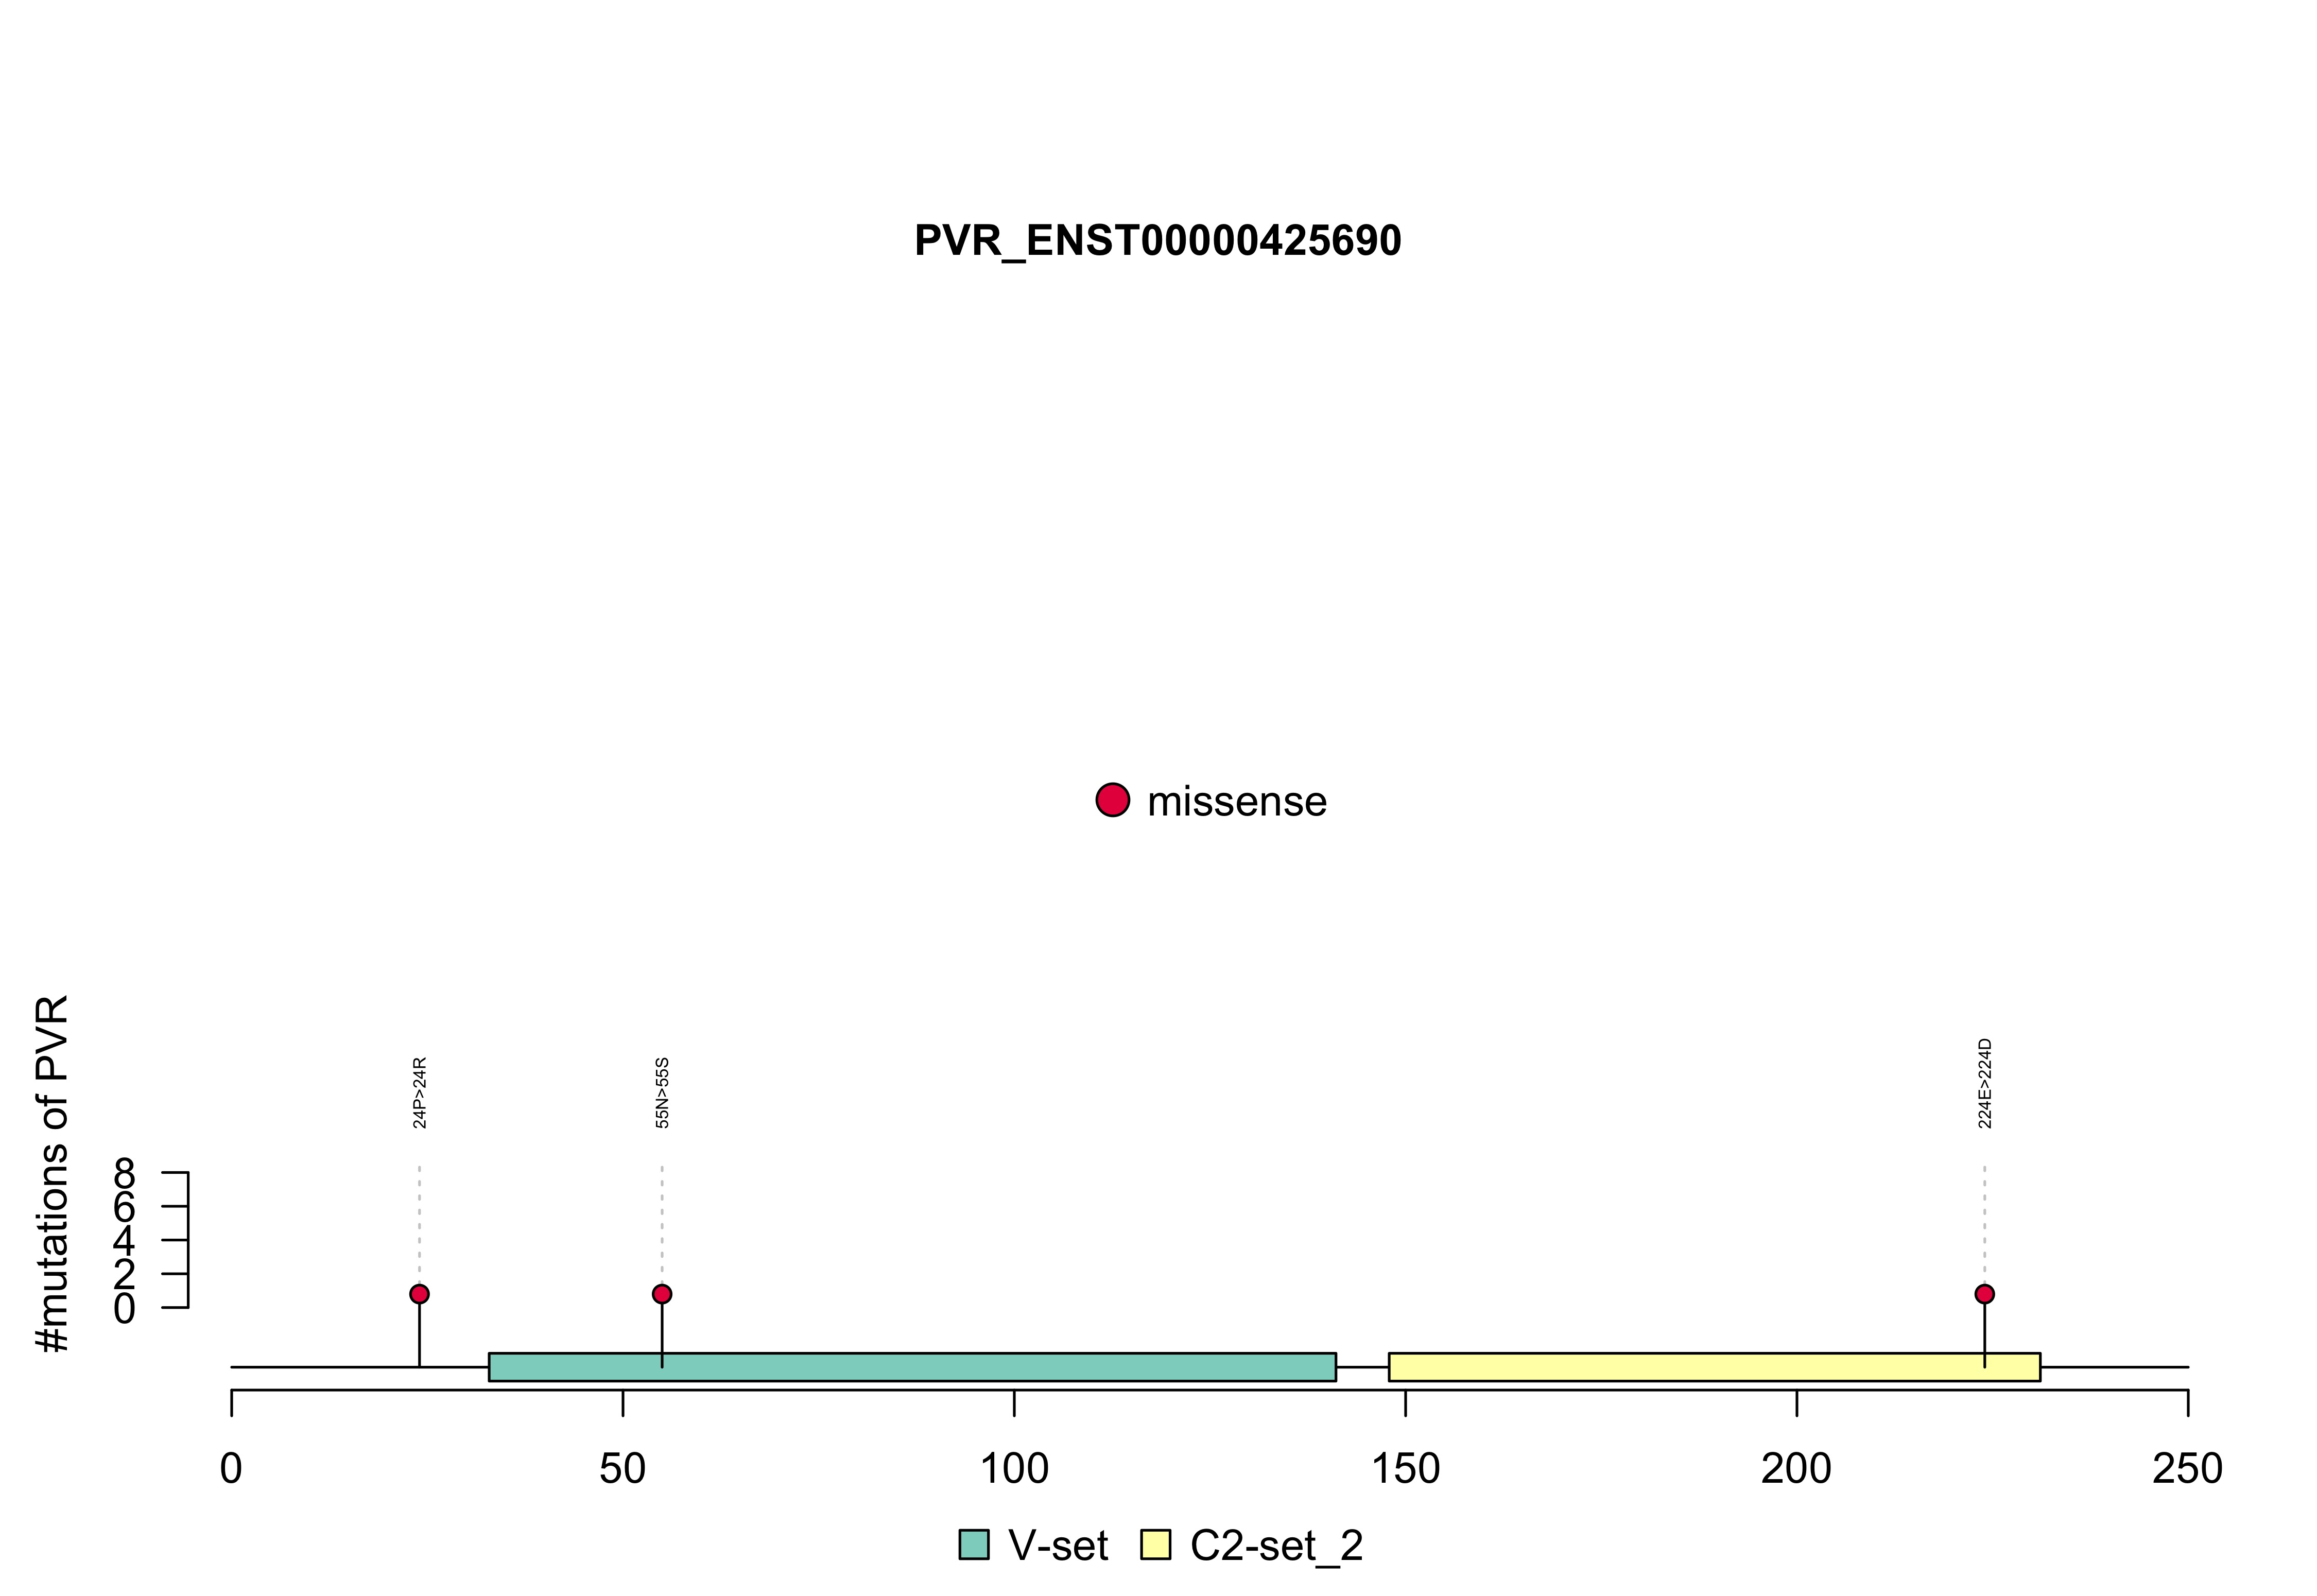 PVR_ENST00000425690
missense
#mutations of PVR
24P>24R
55N>55S
224E>224D
8
6
4
2
0
0 50 100 150 200 250
V-set C2-set_2